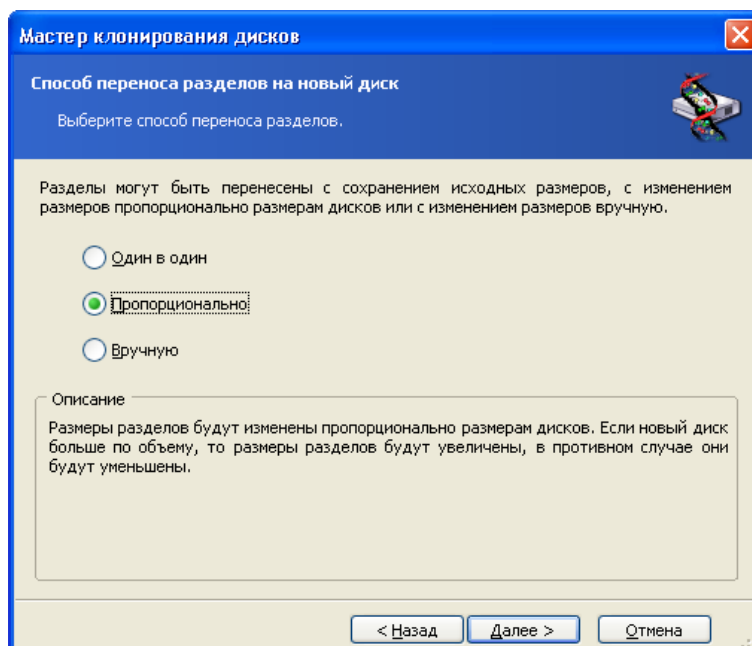 Мастер клонирования дисков
Способ переноса разделов на новый диск
Выберите способ переноса разделов.
Разделы могут быть перенесены с сохранением исходных размеров, с изменением
размеров пропорционально размерам дисков или с изменением размеров вручную.
Один в один
Пропорционально
Вручную
Описание
Размеры разделов будут изменены пропорционально размерам дисков. Если новый диск
больше по объему, то размеры разделов будут увеличены, в противном случае они
будут уменьшены.
< Назад Далее > Отмена